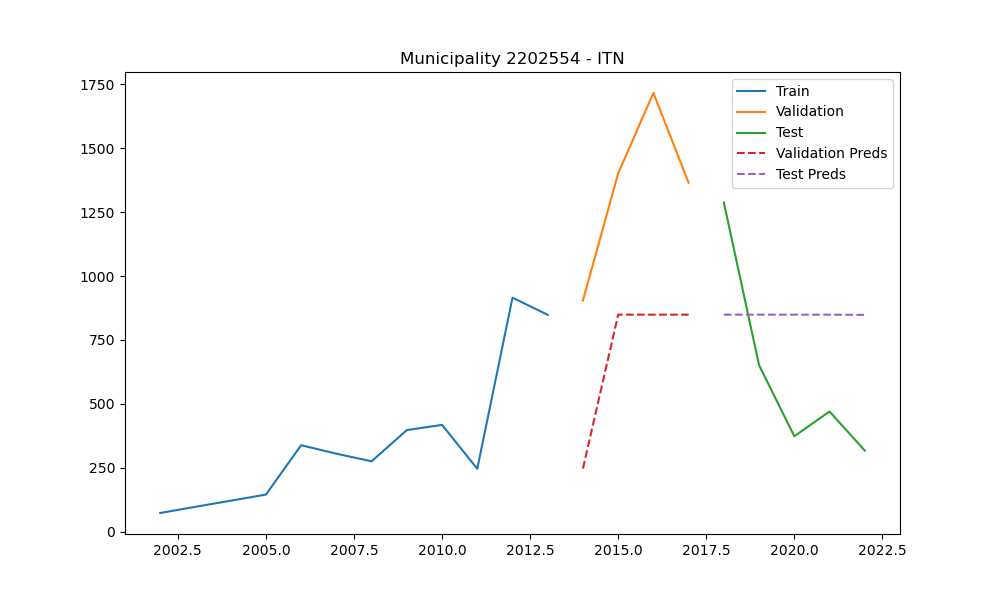 Municipality 2202554 - ITN
1750
1500
1250
1000
750
500
250
0
2002.5 2005.0 2007.5 2010.0 2012.5 2015.0 2017.5 2020.0 2022.5
Train
Validation
Test
Validation Preds
Test Preds